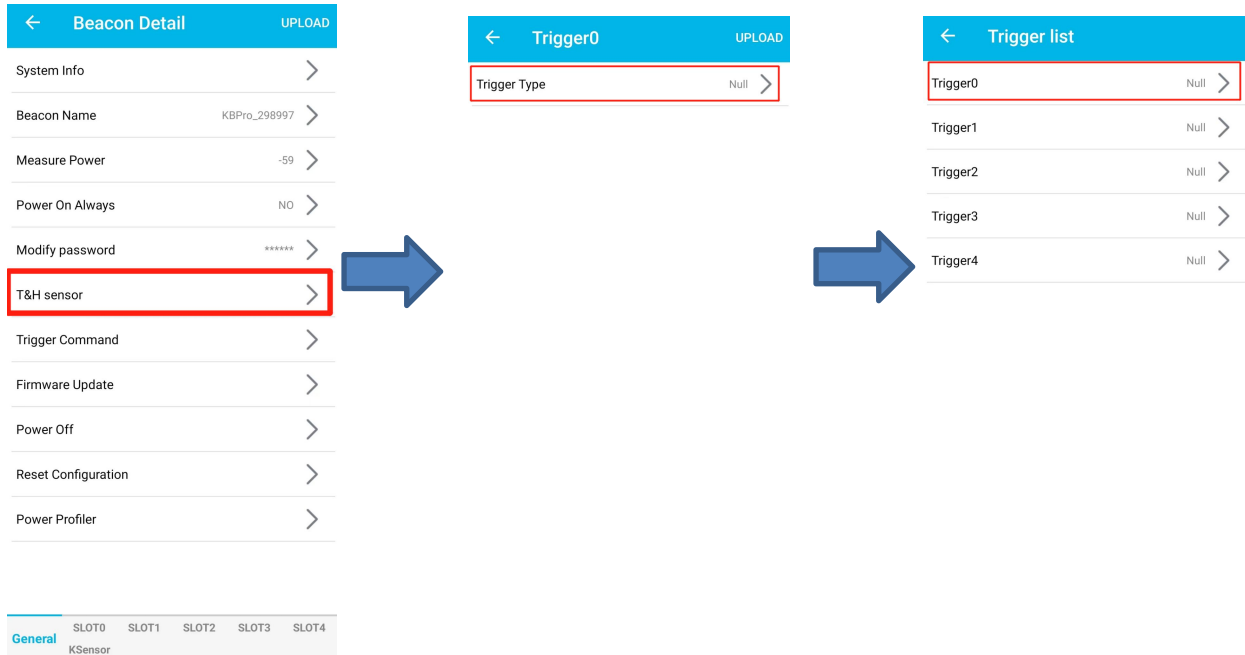 Beacon Detail UPLOAD
System Info
Beacon Name KBPro_298997
Measure Power -59
Power On Always NO
Modify password ******
T&H sensor
Trigger Command
Firmware Update
Power Off
Reset Configuration
Power Profiler
General SLOT0 SLOT1 SLOT2 SLOT3 SLOT4
KSensor
Trigger0 UPLOAD
Trigger Type Null
Trigger list
Trigger0 Null
Trigger1 Null
Trigger2 Null
Trigger3 Null
Trigger4 Null